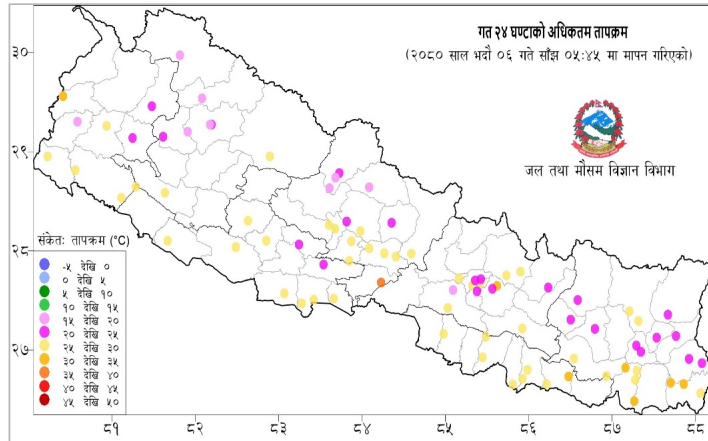 गत २४ घण्टाको अधिकतम तापक्रम
(२०८० साल भदौ ०६ गते साँझ ०५:४५ मा मापन गरिएको)
जल तथा मौसम विज्ञान विभाग
३०
२९
२८
२७
संकेतः तापक्रम (°C)
-५ देखि ०
० देखि ५
५ देखि १०
१० देखि १५
१५ देखि २०
२० देखि २५
२५ देखि ३०
३० देखि ३५
३५ देखि ४०
४० देखि ४५
४५ देखि ५०
८१ ८२ ८३ ८४ ८५ ८६ ८७ ८८